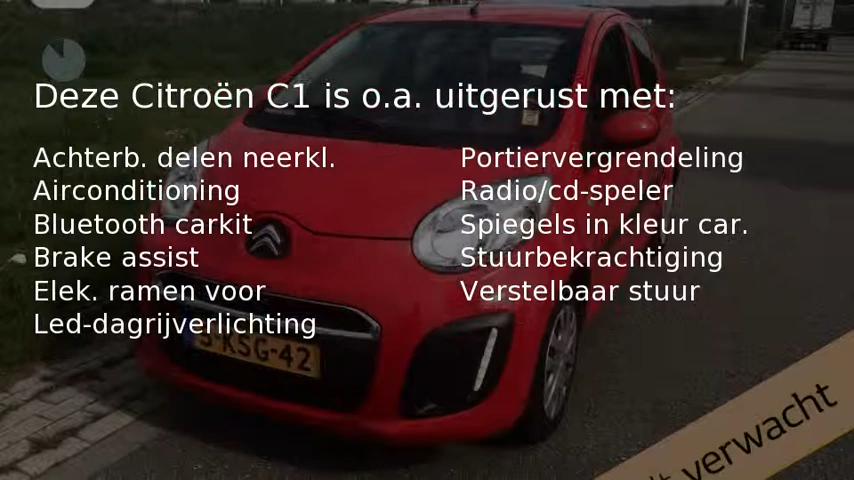 Deze Citroën C1 is o.a. uitgerust met:
Achterb. delen neerkl.
Airconditioning
Bluetooth carkit
Brake assist
Elek. ramen voor
Led-dagrijverlichting
Portiervergrendeling
Radio/cd-speler
Spiegels in kleur car.
Stuurbekrachtiging
Verstelbaar stuur
KSG-42
verwacht